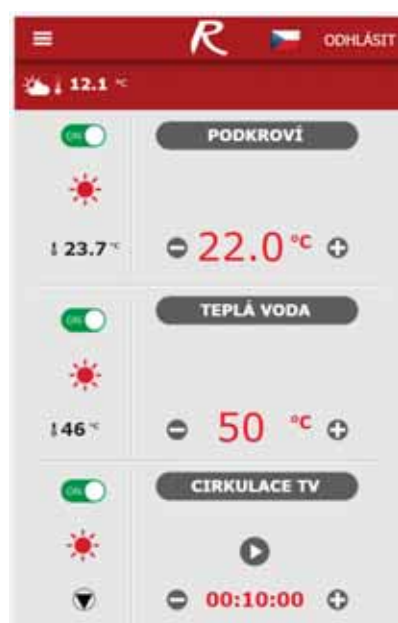 R ODHLÁSIT
12.1 °C
ON PODKROVÍ
23.7 °C 22.0 °C
ON TEPLÁ VODA
46 °C 50 °C
ON CIRKULACE TV
00:10:00